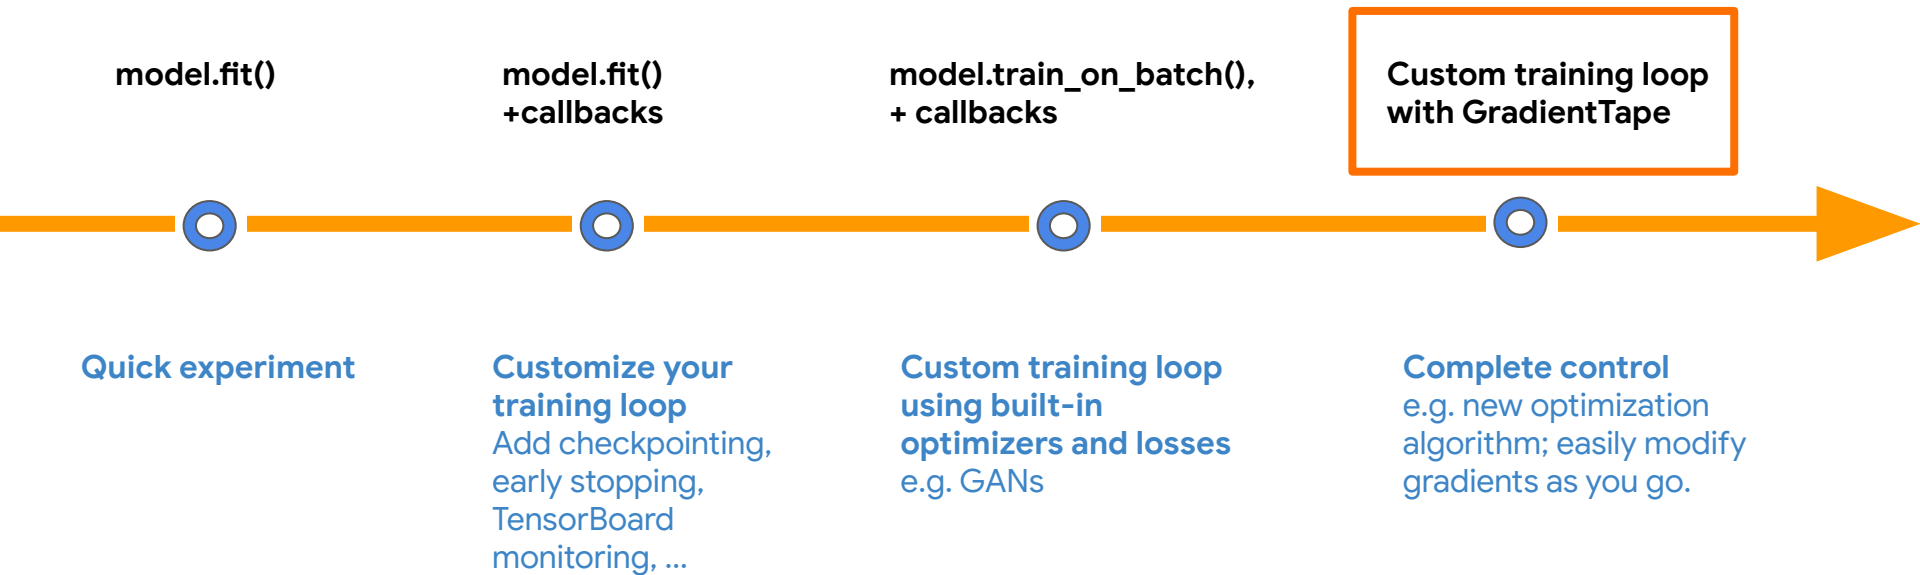 model.fit()
model.fit()
+callbacks
model.train_on_batch(),
+ callbacks
Custom training loop
with GradientTape
Quick experiment
Customize your
training loop
Add checkpointing,
early stopping,
TensorBoard
monitoring, ...
Custom training loop
using built-in
optimizers and losses
e.g. GANs
Complete control
e.g. new optimization
algorithm; easily modify
gradients as you go.